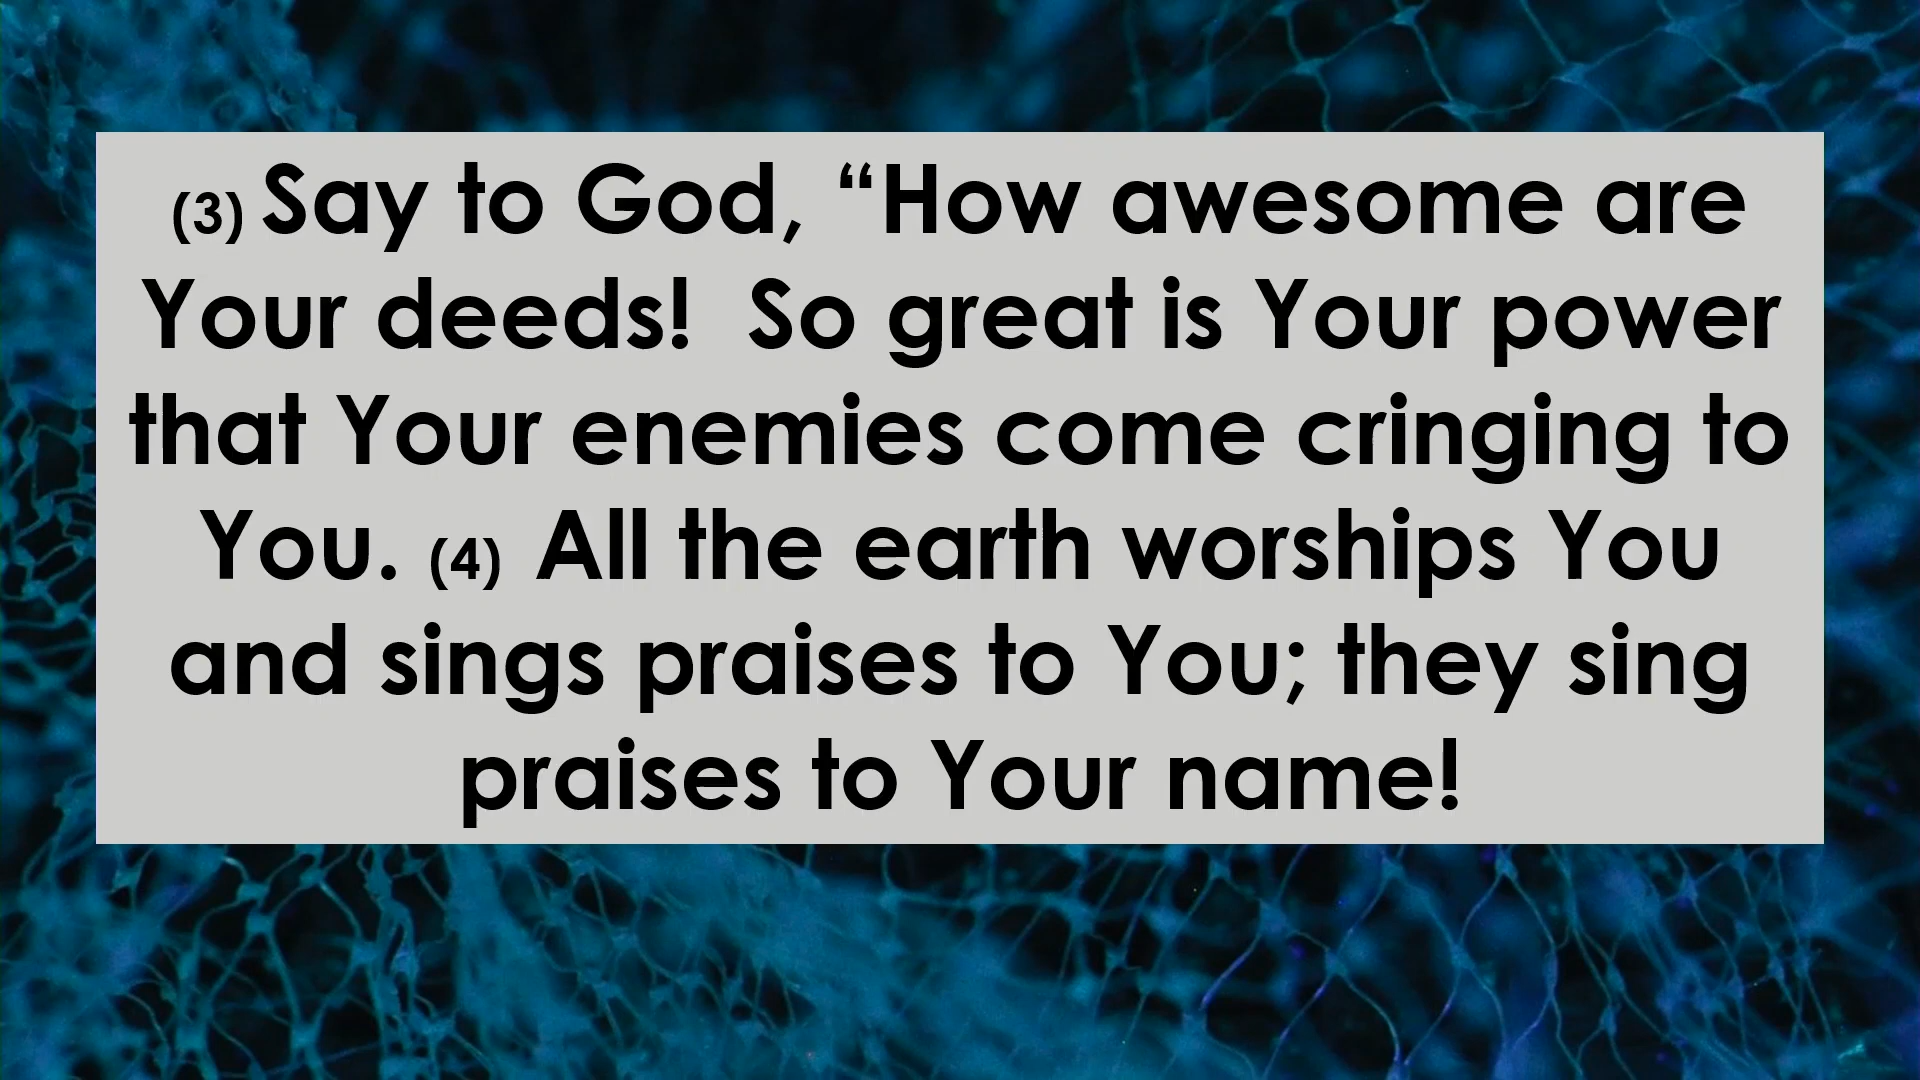 (3) Say to God, “How awesome are
Your deeds!  So great is Your power
that Your enemies come cringing to
You. (4)  All the earth worships You
and sings praises to You; they sing
praises to Your name!